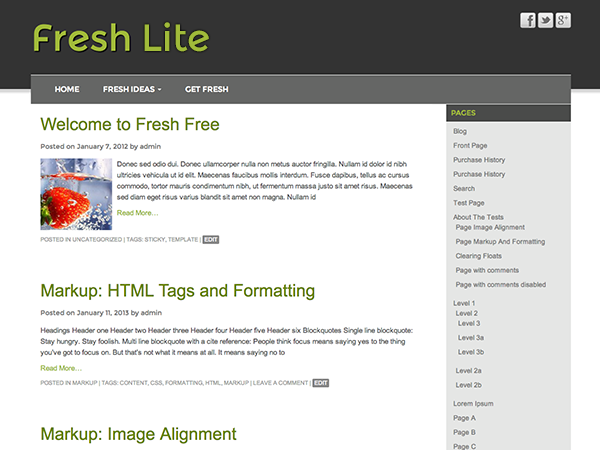 Fresh Lite
HOME FRESH IDEAS GET FRESH
Welcome to Fresh Free
Posted on January 7, 2012 by admin
Donec sed odio dui. Donec ullamcorper nulla non metus auctor fringilla. Nullam id dolor id nibh
ultricies vehicula ut id elit. Maecenas faucibus mollis interdum. Fusce dapibus, tellus ac cursus
commodo, tortor mauris condimentum nibh, ut fermentum massa justo sit amet risus. Maecenas
sed diam eget risus varius blandit sit amet non magna. Nullam id
Read More…
POSTED IN UNCATEGORIZED | TAGS: STICKY, TEMPLATE | EDIT
Markup: HTML Tags and Formatting
Posted on January 11, 2013 by admin
Headings Header one Header two Header three Header four Header five Header six Blockquotes Single line blockquote:
Stay hungry. Stay foolish. Multi line blockquote with a cite reference: People think focus means saying yes to the thing
you've got to focus on. But that's not what it means at all. It means saying no to
Read More…
POSTED IN MARKUP | TAGS: CONTENT, CSS, FORMATTING, HTML, MARKUP | LEAVE A COMMENT | EDIT
Markup: Image Alignment
PAGES
Blog
Front Page
Purchase History
Purchase History
Search
Test Page
About The Tests
Page Image Alignment
Page Markup And Formatting
Clearing Floats
Page with comments
Page with comments disabled
Level 1
Level 2
Level 3
Level 3a
Level 3b
Level 2a
Level 2b
Lorem Ipsum
Page A
Page B
Page C